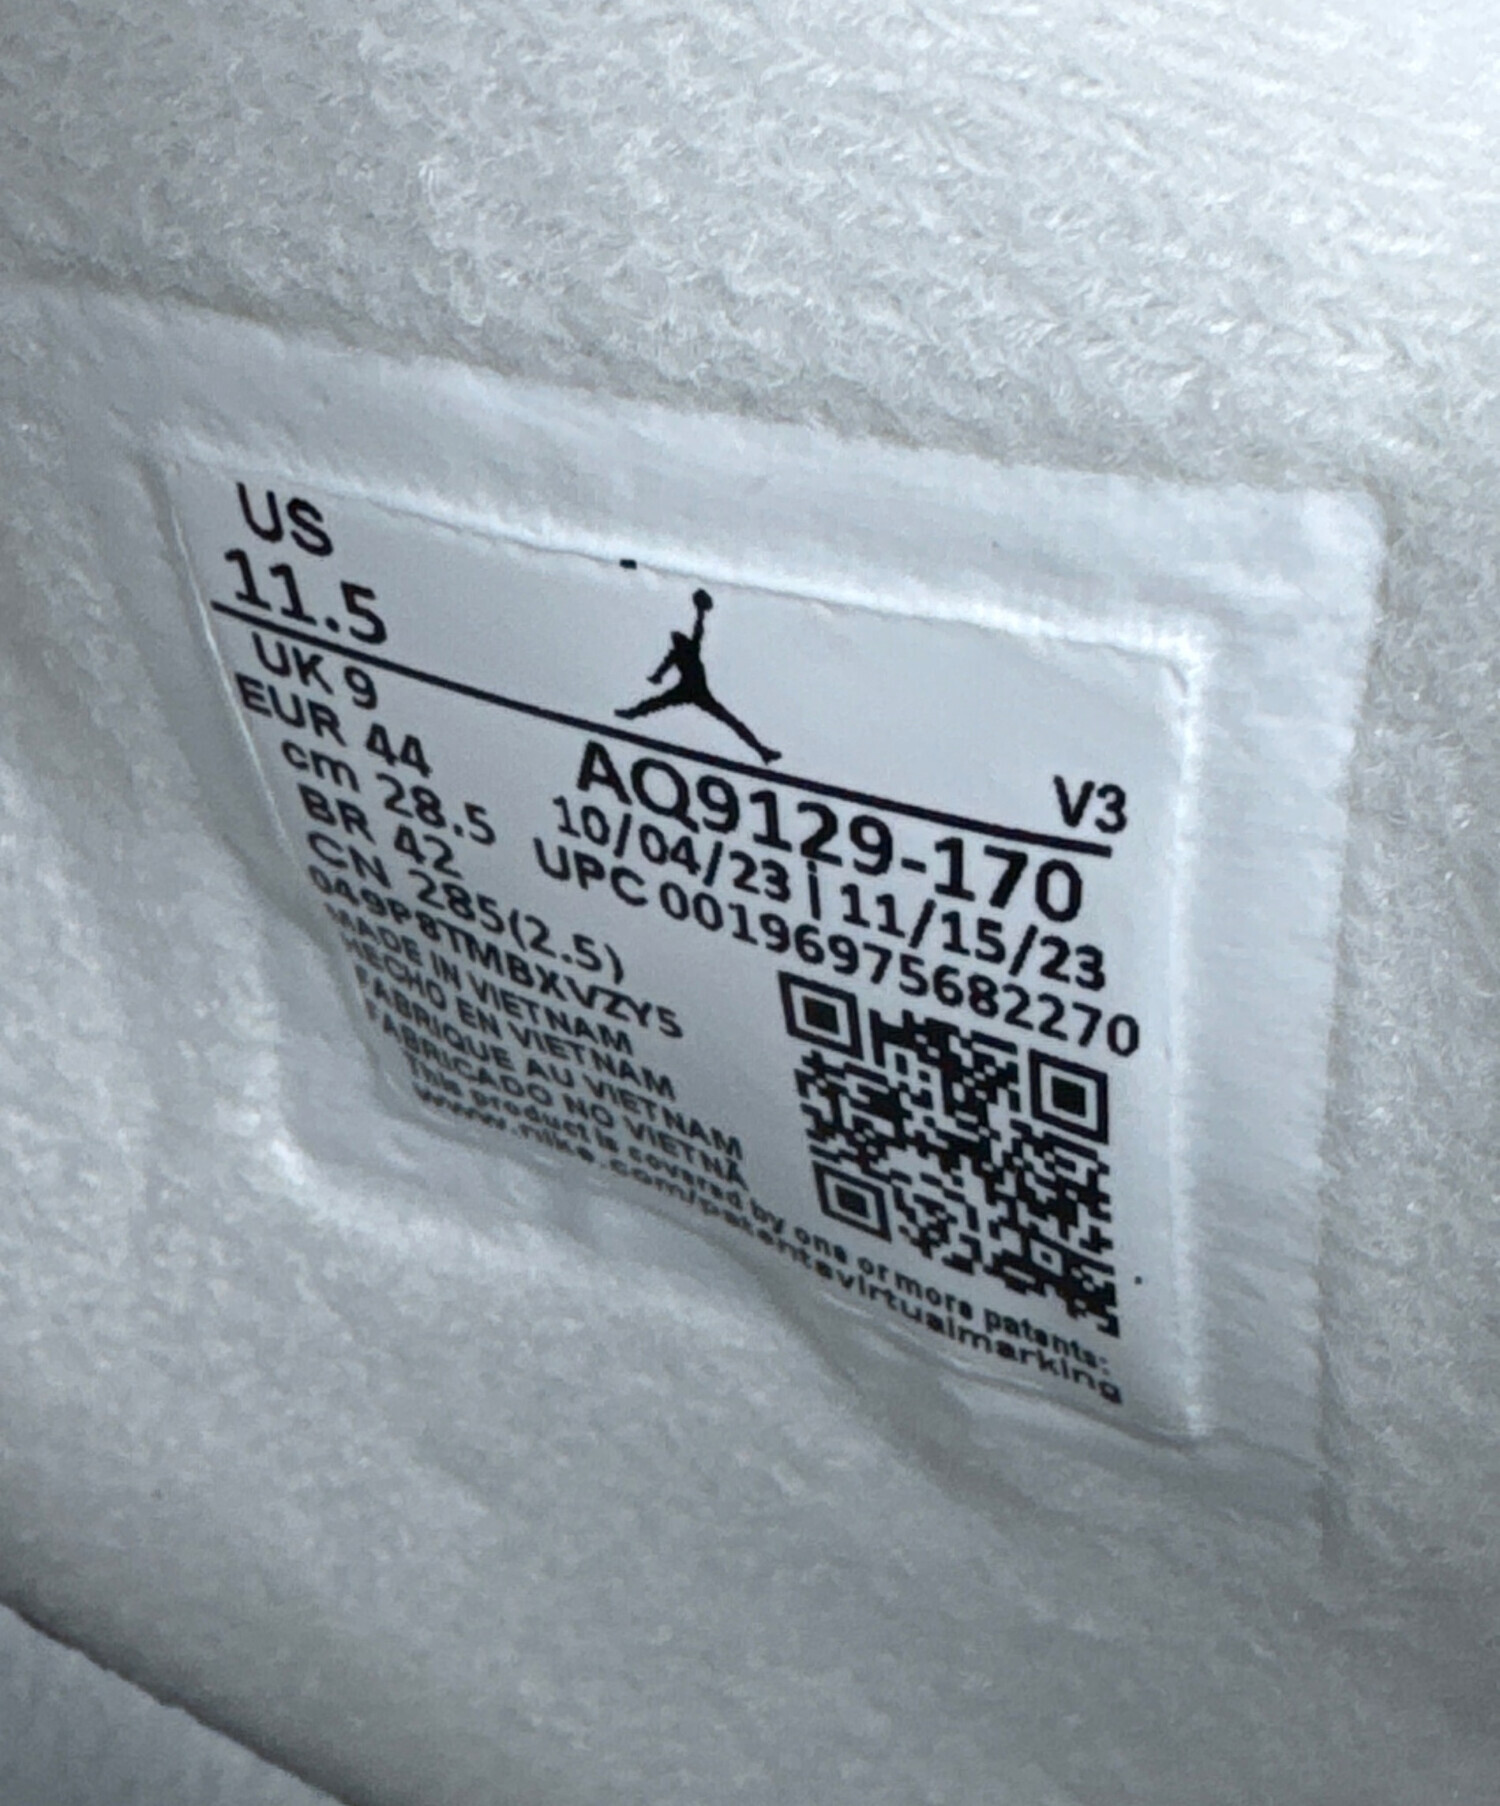 US
11.5
UK 9
EUR 44
cm 28.5
BR 42
CN 285(2.5)
049P8TMBXVZY5
MADE IN VIETNAM
HECHO EN VIETNAM
FABRIQUE AU VIETNAM
FABRICADO NO VIETNÃ
V3
AQ9129-170
10/04/23 | 11/15/23
UPC 00196975682270
This product is covered by one or more patents:
www.nike.com/patentsvirtualmarking